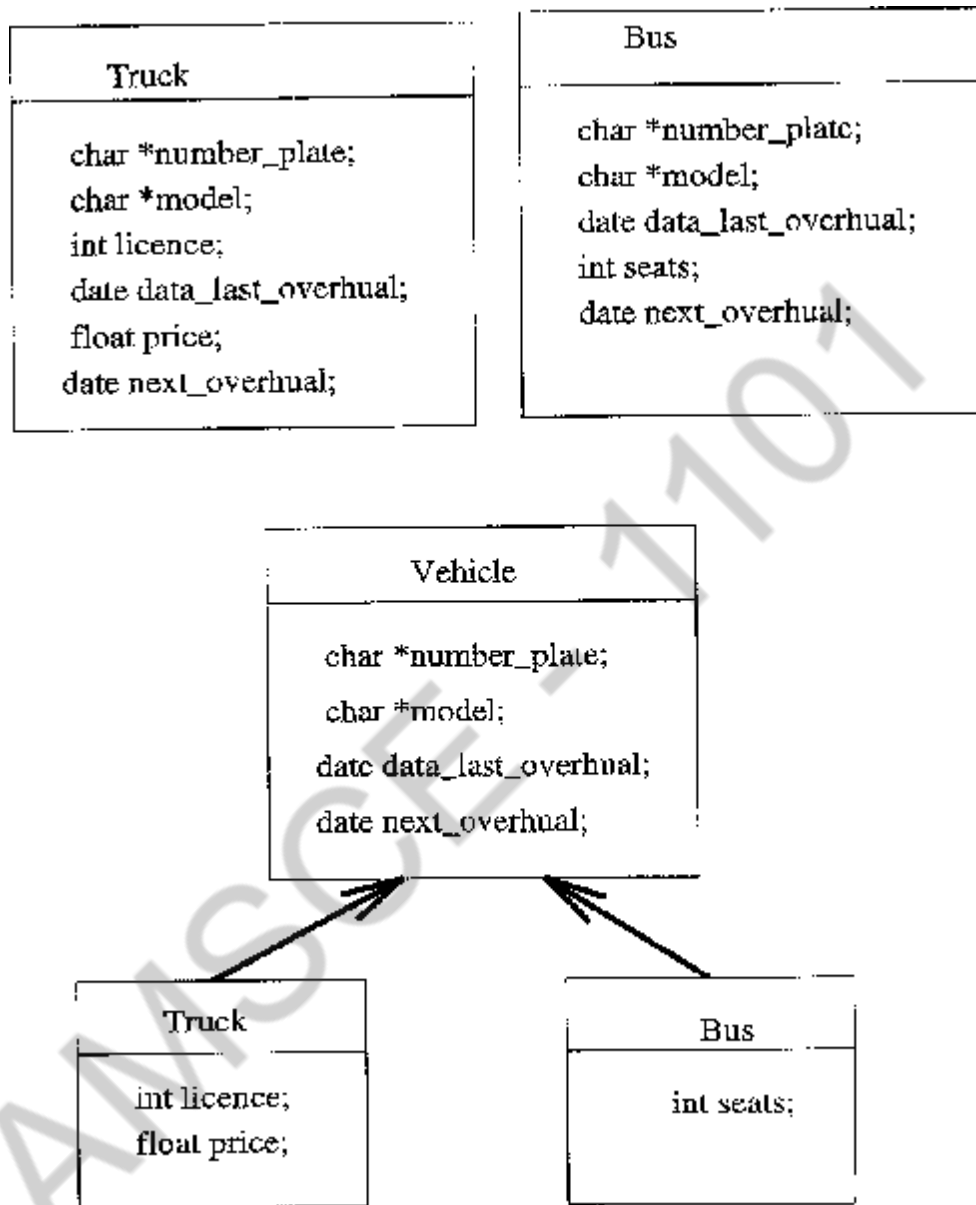 Truck
char *number_plate;
char *model;
int licence;
date data_last_overhual;
float price;
date next_overhual;
Bus
char *number_plate;
char *model;
date data_last_overhual;
int seats;
date next_overhual;
Vehicle
char *number_plate;
char *model;
date data_last_overhual;
date next_overhual;
Truck
int licence;
float price;
Bus
int seats;
AMSCE - 1101